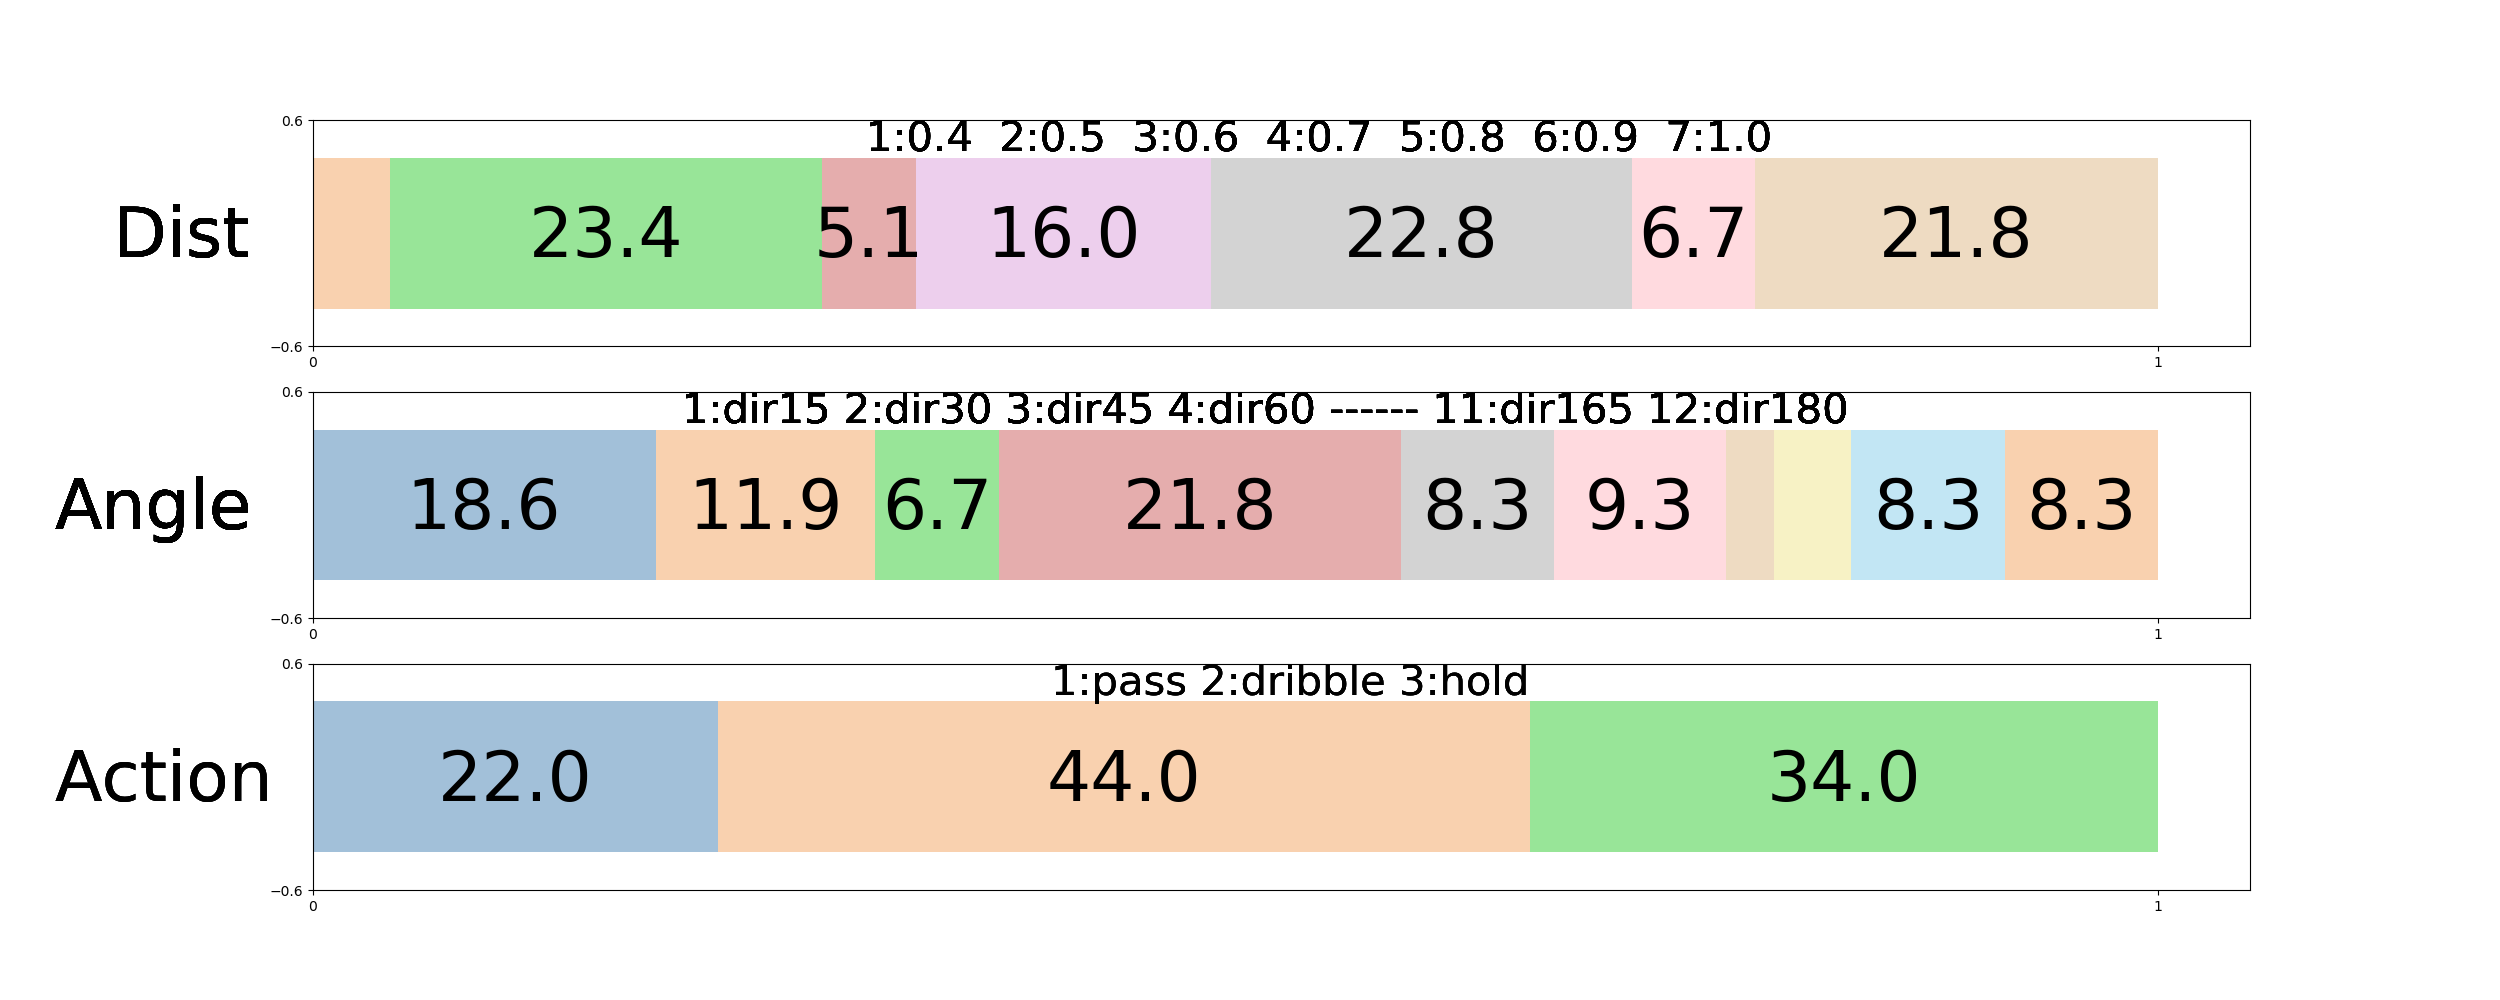 0.6
1:0.4 2:0.5 3:0.6 4:0.7 5:0.8 6:0.9 7:1.0
Dist 23.4 5.1 16.0 22.8 6.7 21.8
−0.6
0 1
0.6
1:dir15 2:dir30 3:dir45 4:dir60 ------ 11:dir165 12:dir180
Angle 18.6 11.9 6.7 21.8 8.3 9.3 8.3 8.3
−0.6
0 1
0.6
1:pass 2:dribble 3:hold
Action 22.0 44.0 34.0
−0.6
0 1